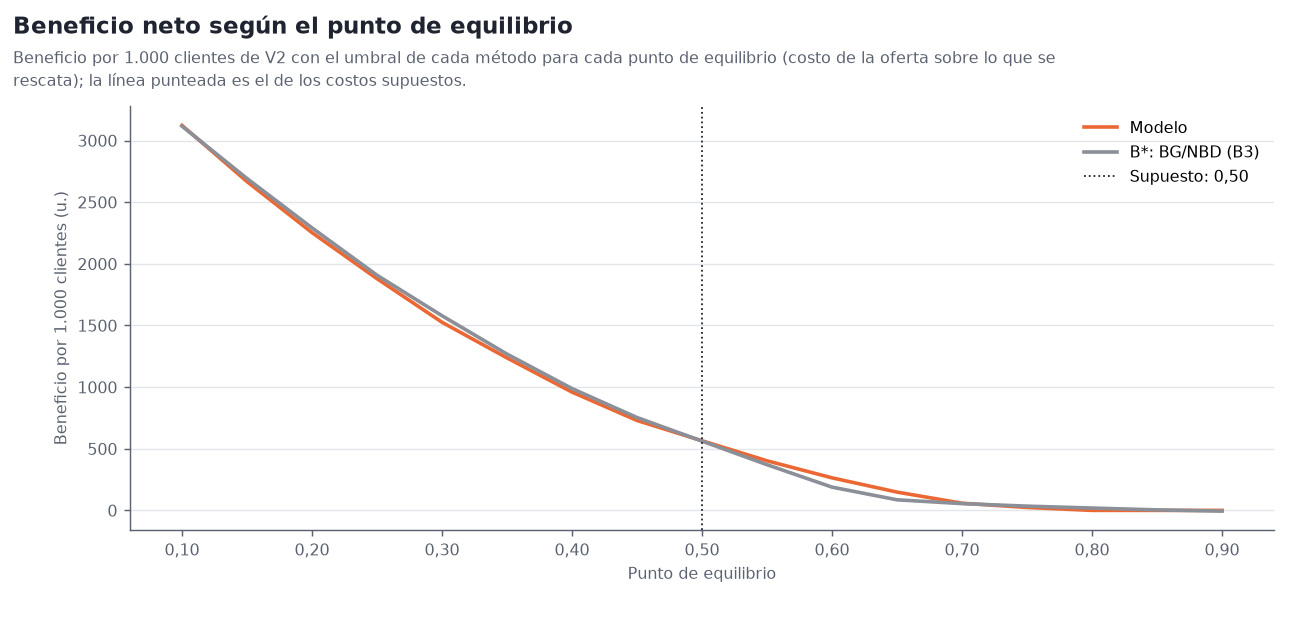 Beneficio neto según el punto de equilibrio
Beneficio por 1.000 clientes de V2 con el umbral de cada método para cada punto de equilibrio (costo de la oferta sobre lo que se
rescata); la línea punteada es el de los costos supuestos.
Modelo
B*: BG/NBD (B3)
Supuesto: 0,50
Beneficio por 1.000 clientes (u.)
3000
2500
2000
1500
1000
500
0
0,10
0,20
0,30
0,40
0,50
0,60
0,70
0,80
0,90
Punto de equilibrio